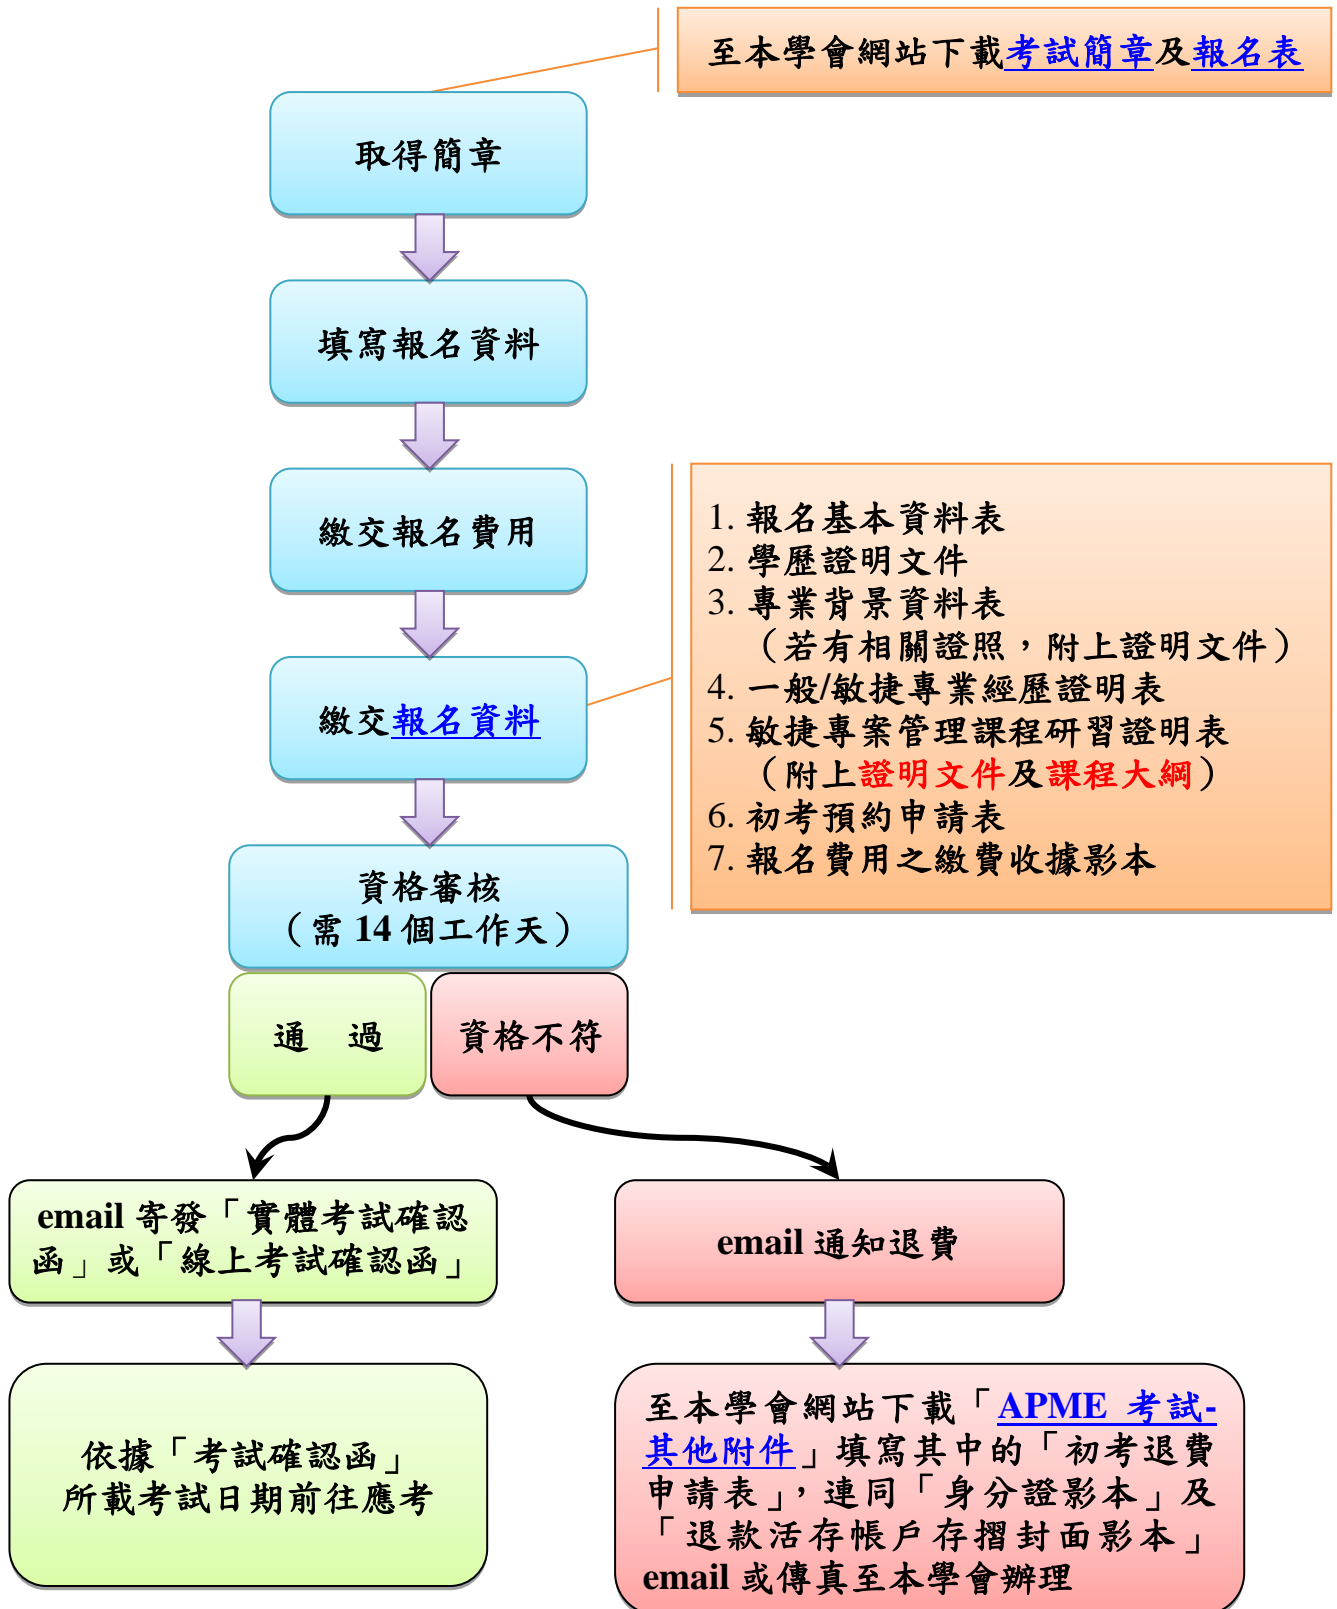 至本學會網站下載考試簡章及報名表
取得簡章
填寫報名資料
繳交報名費用
繳交報名資料
1. 報名基本資料表
2. 學歷證明文件
3. 專業背景資料表
（若有相關證照，附上證明文件）
4. 一般/敏捷專業經歷證明表
5. 敏捷專案管理課程研習證明表
（附上證明文件及課程大綱）
6. 初考預約申請表
7. 報名費用之繳費收據影本
資格審核
（需 14 個工作天）
通　過
資格不符
email 寄發「實體考試確認
函」或「線上考試確認函」
email 通知退費
依據「考試確認函」
所載考試日期前往應考
至本學會網站下載「APME 考試-
其他附件」填寫其中的「初考退費
申請表」，連同「身分證影本」及
「退款活存帳戶存摺封面影本」
email 或傳真至本學會辦理